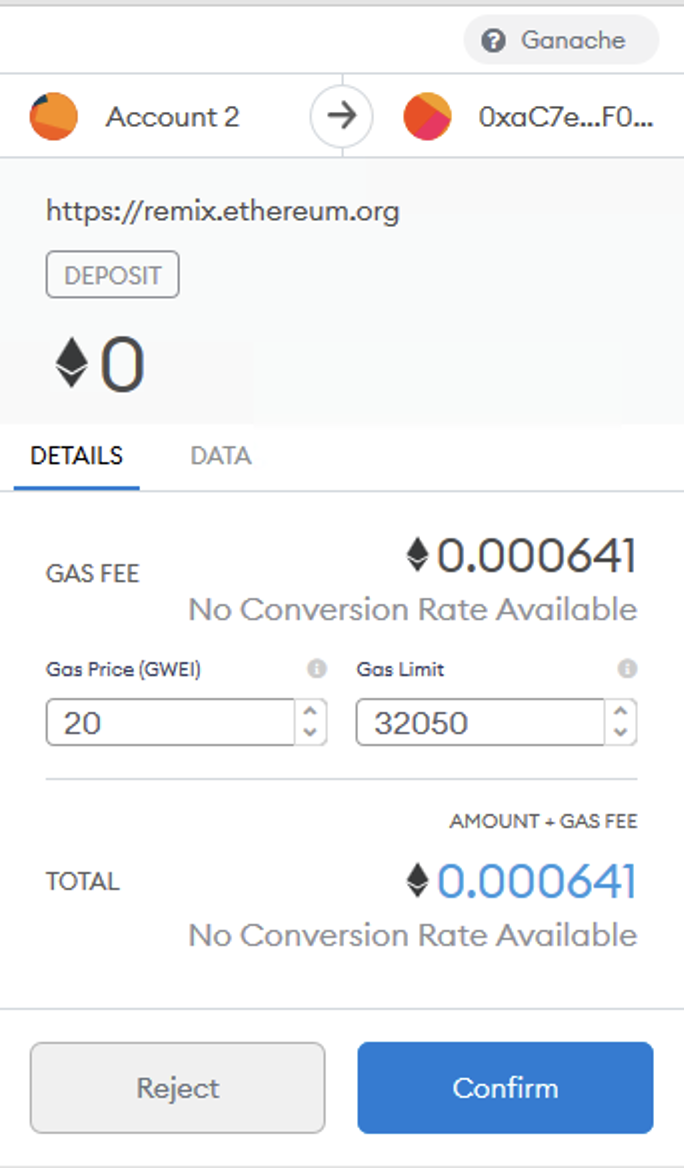 Ganache
Account 2
0xaC7e...F0...
https://remix.ethereum.org
DEPOSIT
0
DETAILS DATA
GAS FEE
0.000641
No Conversion Rate Available
Gas Price (GWEI) Gas Limit
20 32050
AMOUNT + GAS FEE
TOTAL
0.000641
No Conversion Rate Available
Reject Confirm